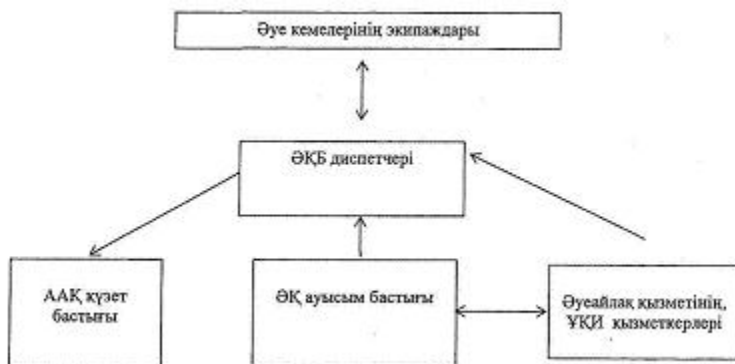 Әуе кемелерінің экипаждары
ӘҚБ диспетчері
ААҚ күзет
бастығы
ӘҚ ауысым бастығы
Әуеайлақ қызметінің,
ҰҚИ қызметкерлері